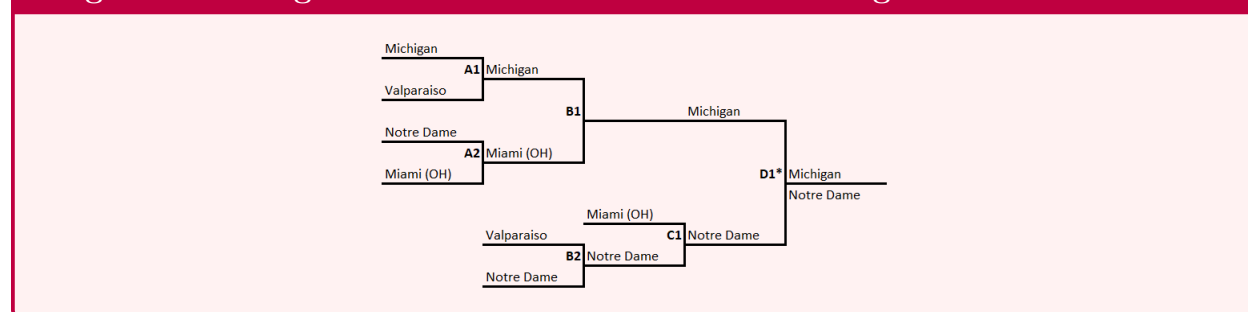 Michigan
A1 Michigan
Valparaiso
B1 Michigan
Notre Dame
A2 Miami (OH)
Miami (OH)
D1* Michigan
Notre Dame
Miami (OH)
Valparaiso
C1 Notre Dame
B2 Notre Dame
Notre Dame